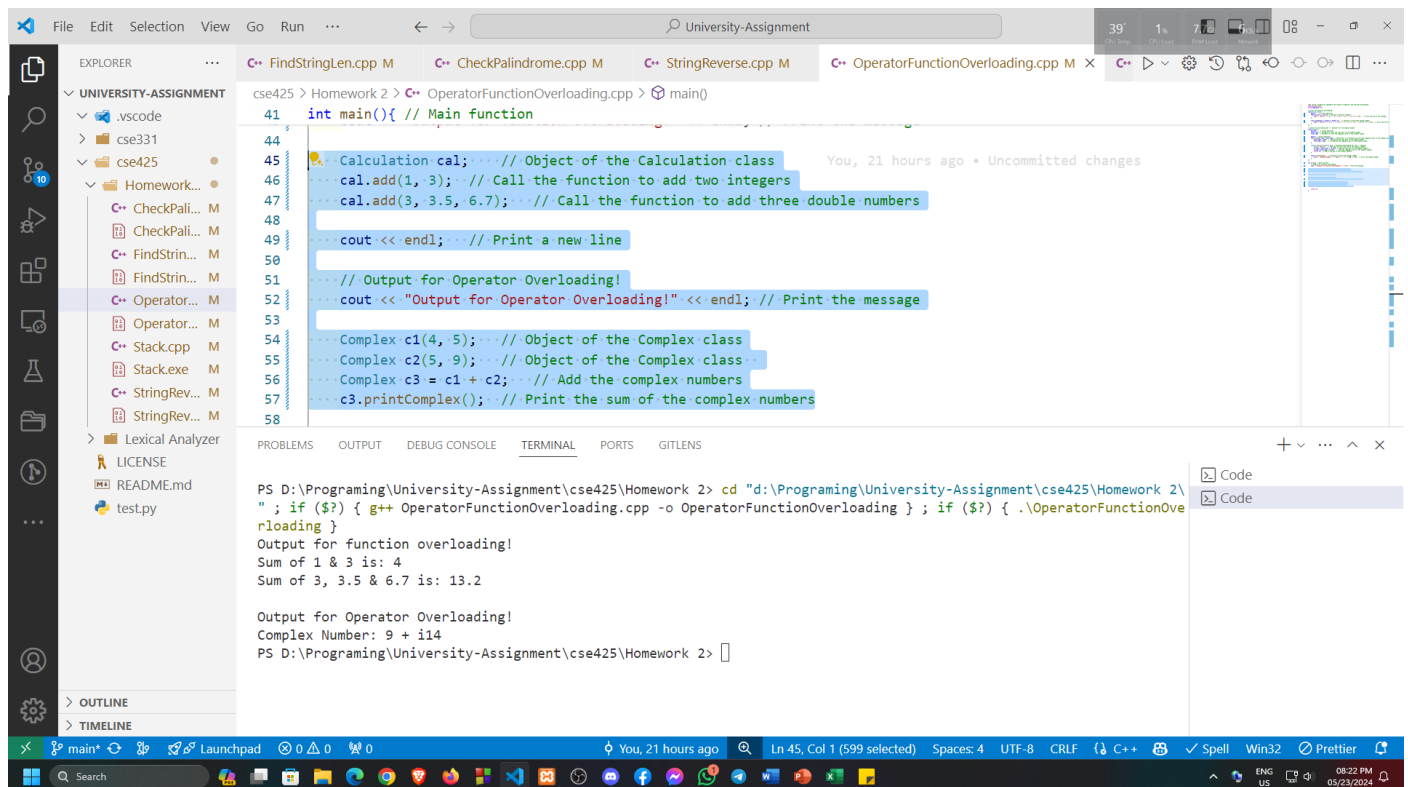 File Edit Selection View Go Run ··· University-Assignment
39° 1%
CPU Temp CPU Load RAM Load Network
EXPLORER ···
FindStringLen.cpp M CheckPalindrome.cpp M StringReverse.cpp M OperatorFunctionOverloading.cpp M
UNIVERSITY-ASSIGNMENT
.vscode
cse331
cse425
Homework...
CheckPali... M
CheckPali... M
FindStrin... M
FindStrin... M
Operator... M
Operator... M
Stack.cpp M
Stack.exe M
StringRev... M
StringRev... M
Lexical Analyzer
LICENSE
README.md
test.py
OUTLINE
TIMELINE
10
cse425 > Homework 2 > OperatorFunctionOverloading.cpp > main()
41 int main(){ // Main function
44
45 Calculation cal; // Object of the Calculation class You, 21 hours ago • Uncommitted changes
46 cal.add(1, 3); // Call the function to add two integers
47 cal.add(3, 3.5, 6.7); // Call the function to add three double numbers
48
49 cout << endl; // Print a new line
50
51 // Output for Operator Overloading!
52 cout << "Output for Operator Overloading!" << endl; // Print the message
53
54 Complex c1(4, 5); // Object of the Complex class
55 Complex c2(5, 9); // Object of the Complex class
56 Complex c3 = c1 + c2; // Add the complex numbers
57 c3.printComplex(); // Print the sum of the complex numbers
58
PROBLEMS OUTPUT DEBUG CONSOLE TERMINAL PORTS GITLENS
Code
Code
PS D:\Programing\University-Assignment\cse425\Homework 2> cd "d:\Programing\University-Assignment\cse425\Homework 2\
" ; if ($?) { g++ OperatorFunctionOverloading.cpp -o OperatorFunctionOverloading } ; if ($?) { .\OperatorFunctionOve
rloading }
Output for function overloading!
Sum of 1 & 3 is: 4
Sum of 3, 3.5 & 6.7 is: 13.2
Output for Operator Overloading!
Complex Number: 9 + i14
PS D:\Programing\University-Assignment\cse425\Homework 2>
main* Launchpad 0 0 0 You, 21 hours ago Ln 45, Col 1 (599 selected) Spaces: 4 UTF-8 CRLF C++ Spell Win32 Prettier
Search ENG US 08:22 PM 05/23/2024